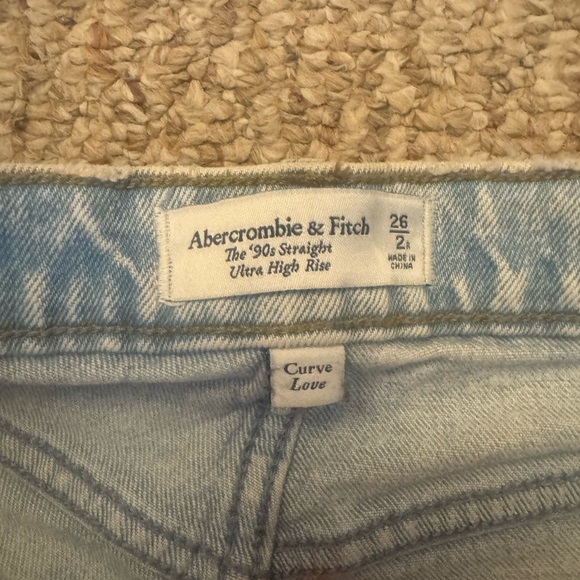 Abercrombie & Fitch
The ‘90s Straight
Ultra High Rise
26
2R
MADE IN
CHINA
Curve
Love